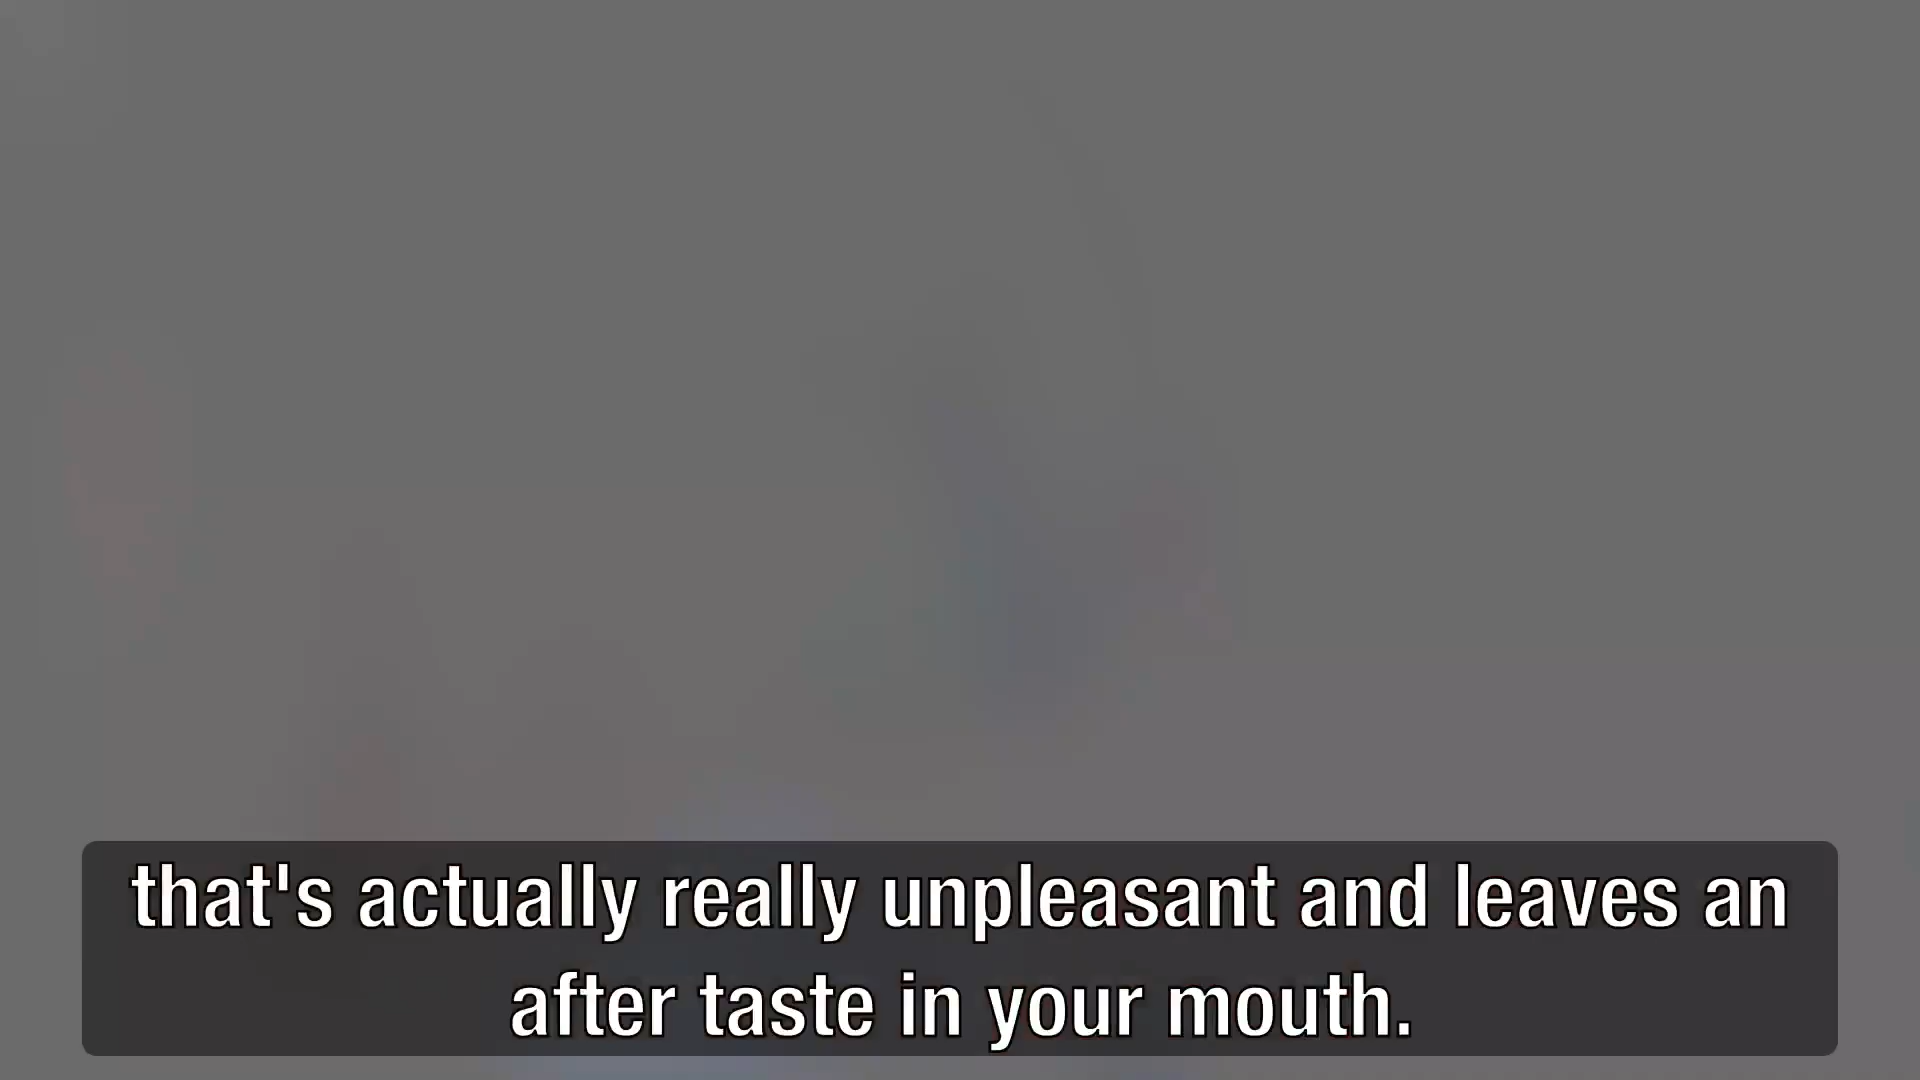 that's actually really unpleasant and leaves an
after taste in your mouth.